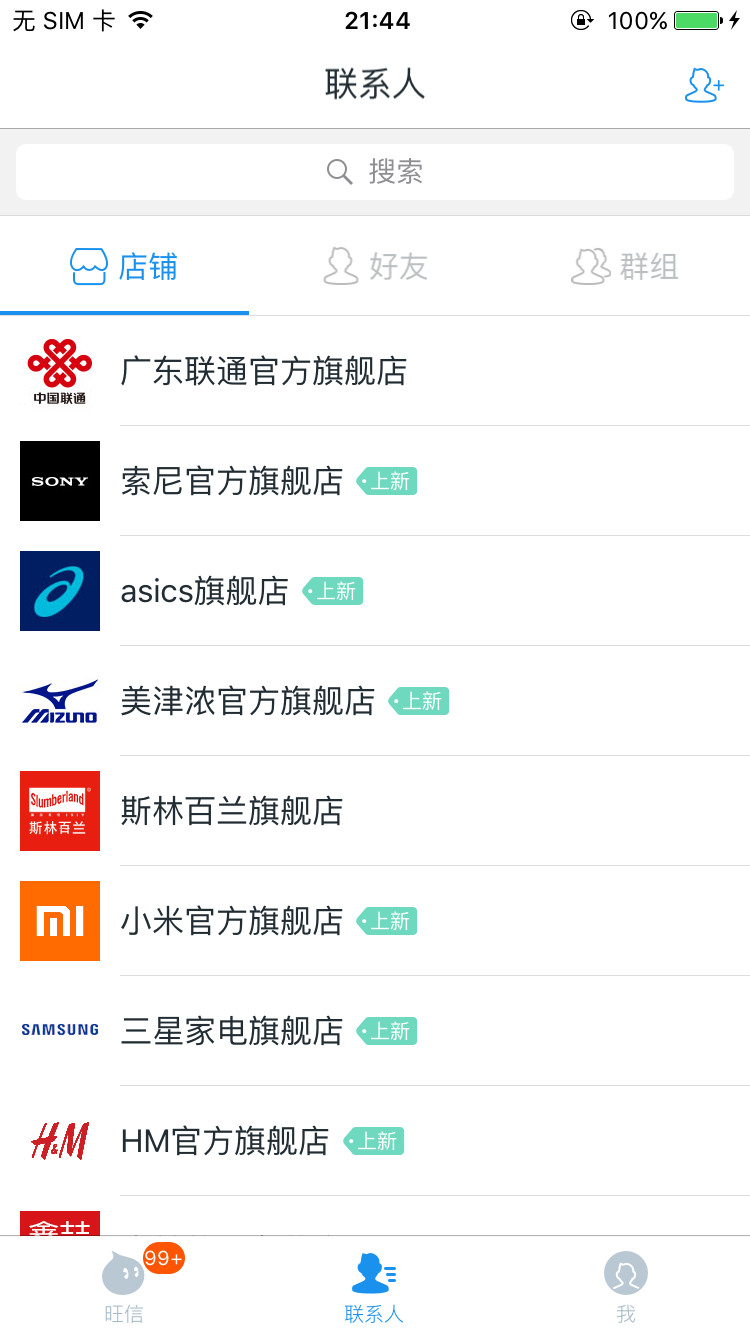 无 SIM 卡 21:44 100%
联系人
搜索
店铺 好友 群组
中国联通
广东联通官方旗舰店
SONY
索尼官方旗舰店 上新
asics旗舰店 上新
MIZUNO
美津浓官方旗舰店 上新
Slumberland
斯林百兰
斯林百兰旗舰店
mi
小米官方旗舰店 上新
SAMSUNG
三星家电旗舰店 上新
H&M
HM官方旗舰店 上新
99+
旺信 联系人 我